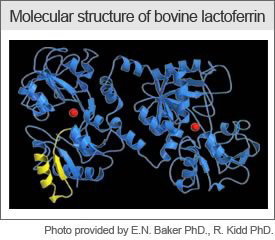 Molecular structure of bovine lactoferrin
Photo provided by E.N. Baker PhD., R. Kidd PhD.